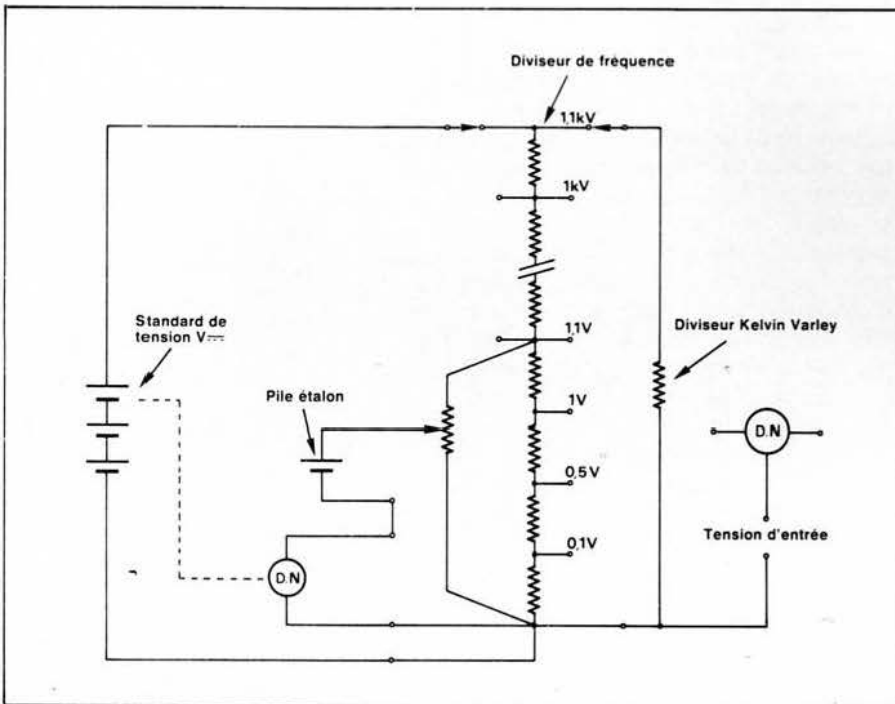 Diviseur de fréquence
1,1kV
1kV
Standard de
tension V⎓
1,1V
Diviseur Kelvin Varley
Pile étalon
1V
D.N
0,5V
Tension d'entrée
0,1V
D.N